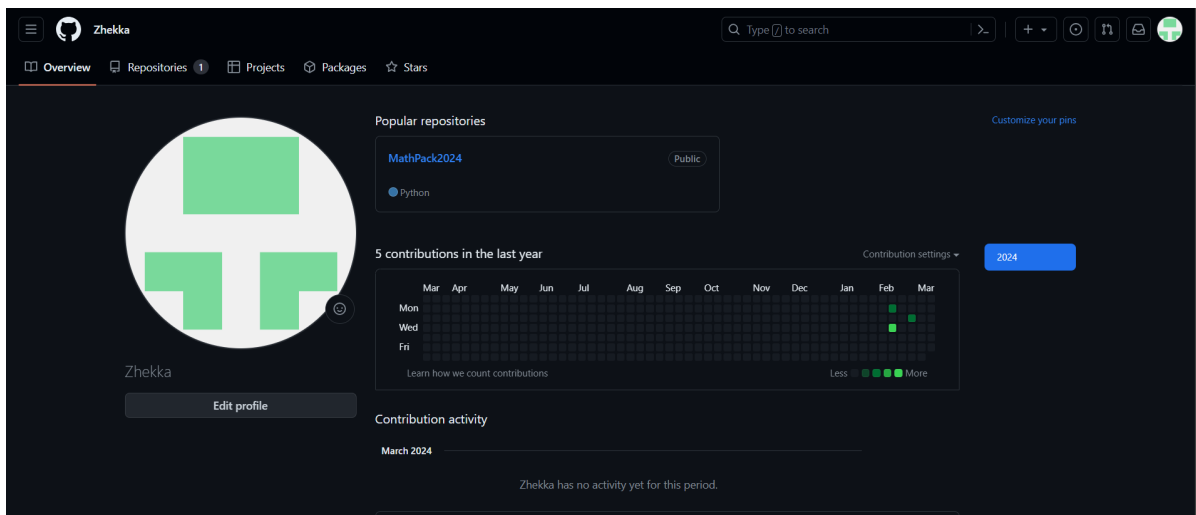 Zhekka
Type / to search
Overview Repositories 1 Projects Packages Stars
Popular repositories
Customize your pins
MathPack2024 Public
Python
5 contributions in the last year
Contribution settings
2024
Mar Apr May Jun Jul Aug Sep Oct Nov Dec Jan Feb Mar
Mon
Wed
Fri
Learn how we count contributions
Less More
Zhekka
Edit profile
Contribution activity
March 2024
Zhekka has no activity yet for this period.